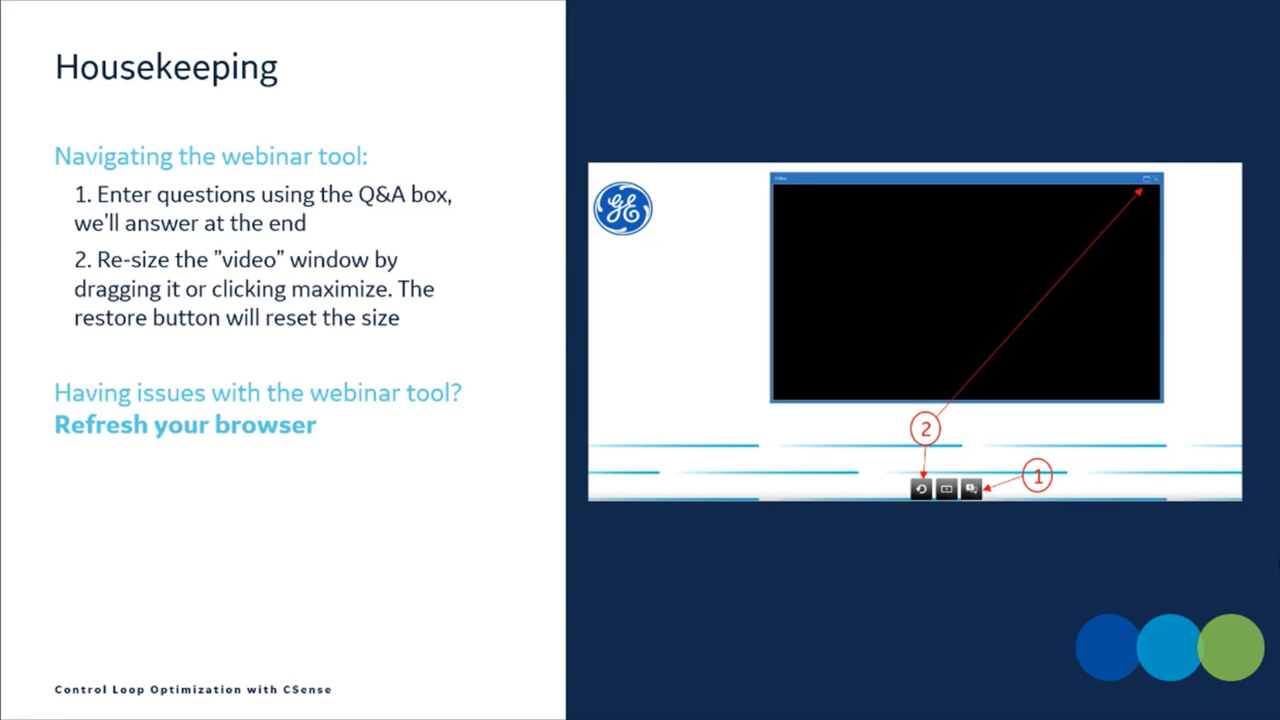 Housekeeping
Navigating the webinar tool:
1. Enter questions using the Q&A box,
we'll answer at the end
2. Re-size the "video" window by
dragging it or clicking maximize. The
restore button will reset the size
Having issues with the webinar tool?
Refresh your browser
Video
GE
2
1
Control Loop Optimization with CSense